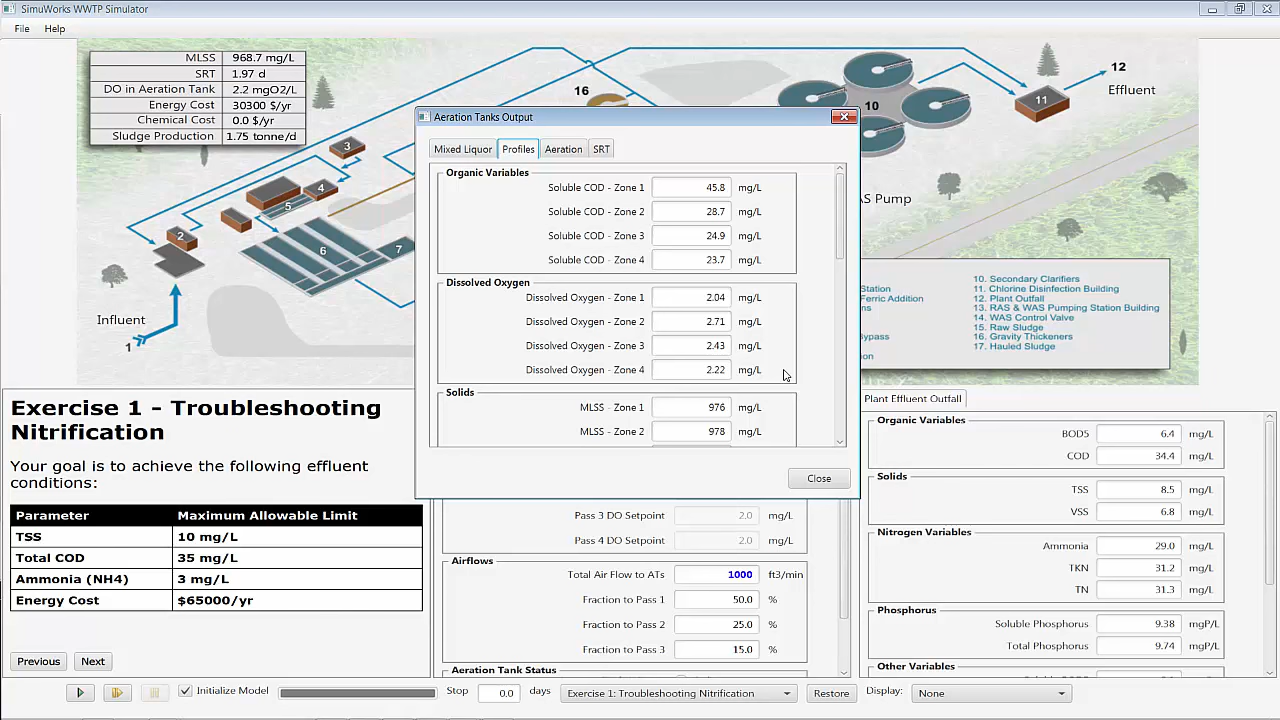 SimuWorks WWTP Simulator
File Help
MLSS 968.7 mg/L
SRT 1.97 d
DO in Aeration Tank 2.2 mgO2/L
Energy Cost 30300 $/yr
Chemical Cost 0.0 $/yr
Sludge Production 1.75 tonne/d
16
10
11
12
Effluent
3
4
5
2
6
7
Influent
1
AS Pump
Station
Ferric Addition
ns
ypass
on
10. Secondary Clarifiers
11. Chlorine Disinfection Building
12. Plant Outfall
13. RAS & WAS Pumping Station Building
14. WAS Control Valve
15. Raw Sludge
16. Gravity Thickeners
17. Hauled Sludge
Aeration Tanks Output
Mixed Liquor Profiles Aeration SRT
Organic Variables
Soluble COD - Zone 1 45.8 mg/L
Soluble COD - Zone 2 28.7 mg/L
Soluble COD - Zone 3 24.9 mg/L
Soluble COD - Zone 4 23.7 mg/L
Dissolved Oxygen
Dissolved Oxygen - Zone 1 2.04 mg/L
Dissolved Oxygen - Zone 2 2.71 mg/L
Dissolved Oxygen - Zone 3 2.43 mg/L
Dissolved Oxygen - Zone 4 2.22 mg/L
Solids
MLSS - Zone 1 976 mg/L
MLSS - Zone 2 978 mg/L
Close
Exercise 1 - Troubleshooting
Nitrification
Your goal is to achieve the following effluent
conditions:
Parameter Maximum Allowable Limit
TSS 10 mg/L
Total COD 35 mg/L
Ammonia (NH4) 3 mg/L
Energy Cost $65000/yr
Previous Next
Pass 3 DO Setpoint 2.0 mg/L
Pass 4 DO Setpoint 2.0 mg/L
Airflows
Total Air Flow to ATs 1000 ft3/min
Fraction to Pass 1 50.0 %
Fraction to Pass 2 25.0 %
Fraction to Pass 3 15.0 %
Aeration Tank Status
Plant Effluent Outfall
Organic Variables
BOD5 6.4 mg/L
COD 34.4 mg/L
Solids
TSS 8.5 mg/L
VSS 6.8 mg/L
Nitrogen Variables
Ammonia 29.0 mg/L
TKN 31.2 mg/L
TN 31.3 mg/L
Phosphorus
Soluble Phosphorus 9.38 mgP/L
Total Phosphorus 9.74 mgP/L
Other Variables
Initialize Model Stop 0.0 days Exercise 1: Troubleshooting Nitrification Restore Display: None